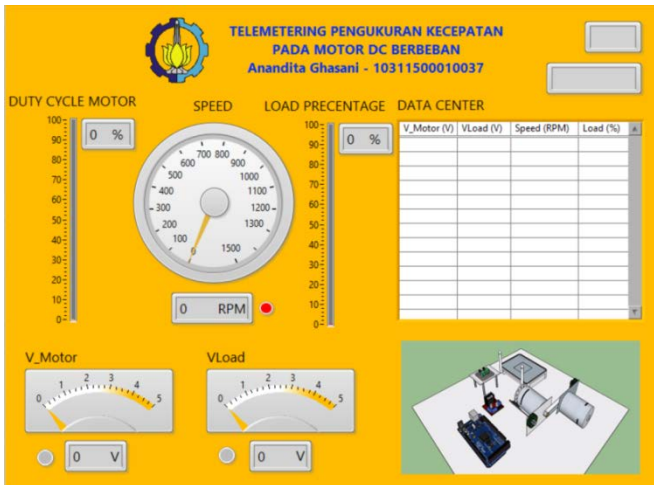 TELEMETERING PENGUKURAN KECEPATAN
PADA MOTOR DC BERBEBAN
Anandita Ghasani - 10311500010037
DUTY CYCLE MOTOR
SPEED
LOAD PRECENTAGE
DATA CENTER
100
90
80
70
60
50
40
30
20
10
0
0 %
0
100
200
300
400
500
600
700
800
900
1000
1100
1200
1300
1500
0 RPM
100
90
80
70
60
50
40
30
20
10
0
0 %
V_Motor (V) VLoad (V) Speed (RPM) Load (%)
V_Motor
0 1 2 3 4 5
0 V
VLoad
0 1 2 3 4 5
0 V